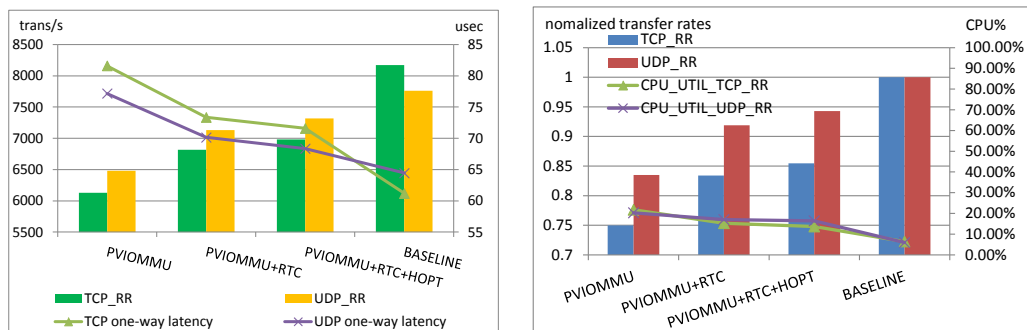 trans/s usec
8500 85
8000 80
7500 75
7000 70
6500 65
6000 60
5500 55
PVIOMMU PVIOMMU+RTC PVIOMMU+RTC+HOPT BASELINE
TCP_RR UDP_RR
TCP one-way latency UDP one-way latency
nomalized transfer rates CPU%
1.05 100.00%
TCP_RR
90.00%
UDP_RR
1 80.00%
CPU_UTIL_TCP_RR
0.95 70.00%
CPU_UTIL_UDP_RR
0.9 60.00%
50.00%
0.85 40.00%
0.8 30.00%
20.00%
0.75 10.00%
0.7 0.00%
PVIOMMU PVIOMMU+RTC PVIOMMU+RTC+HOPT BASELINE